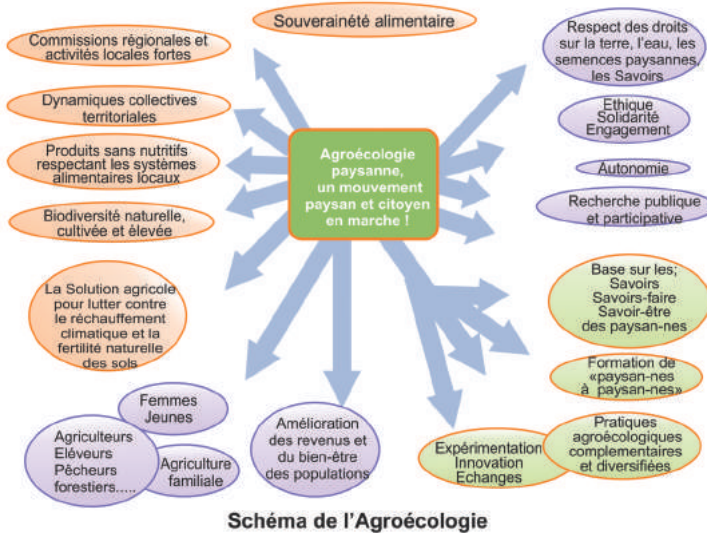 Souveraineté alimentaire
Commissions régionales et
activités locales fortes
Dynamiques collectives
territoriales
Produits sans nutritifs
respectant les systèmes
alimentaires locaux
Biodiversité naturelle,
cultivée et élevée
La Solution agricole
pour lutter contre
le réchauffement
climatique et la
fertilité naturelle
des sols
Agroécologie
paysanne,
un mouvement
paysan et citoyen
en marche !
Respect des droits
sur la terre, l'eau, les
semences paysannes,
les Savoirs
Ethique
Solidarité
Engagement
Autonomie
Recherche publique
et participative
Base sur les;
Savoirs
Savoirs-faire
Savoir-être
des paysan-nes
Formation de
«paysan-nes
à paysan-nes»
Pratiques
agroécologiques
complementaires
et diversifiées
Expérimentation
Innovation
Echanges
Amélioration
des revenus et
du bien-être
des populations
Femmes
Jeunes
Agriculteurs
Eléveurs
Pêcheurs
forestiers.....
Agriculture
familiale
Schéma de l'Agroécologie